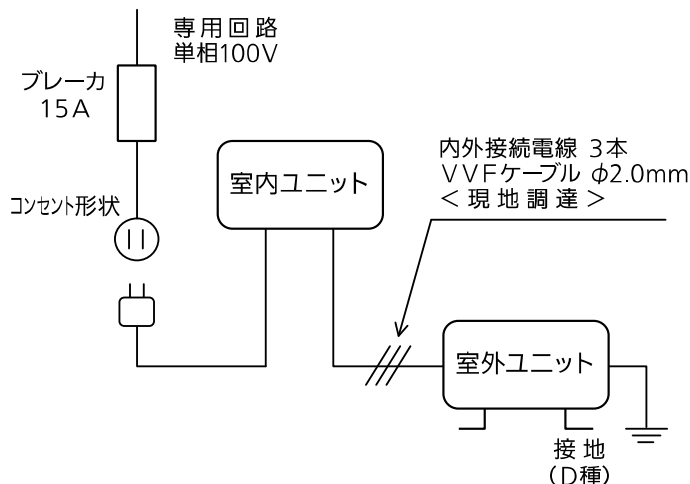 専用回路
単相100V
ブレーカ
15A
コンセント形状
室内ユニット
内外接続電線 3本
VVFケーブル φ2.0mm
＜現地調達＞
室外ユニット
接地
（D種）